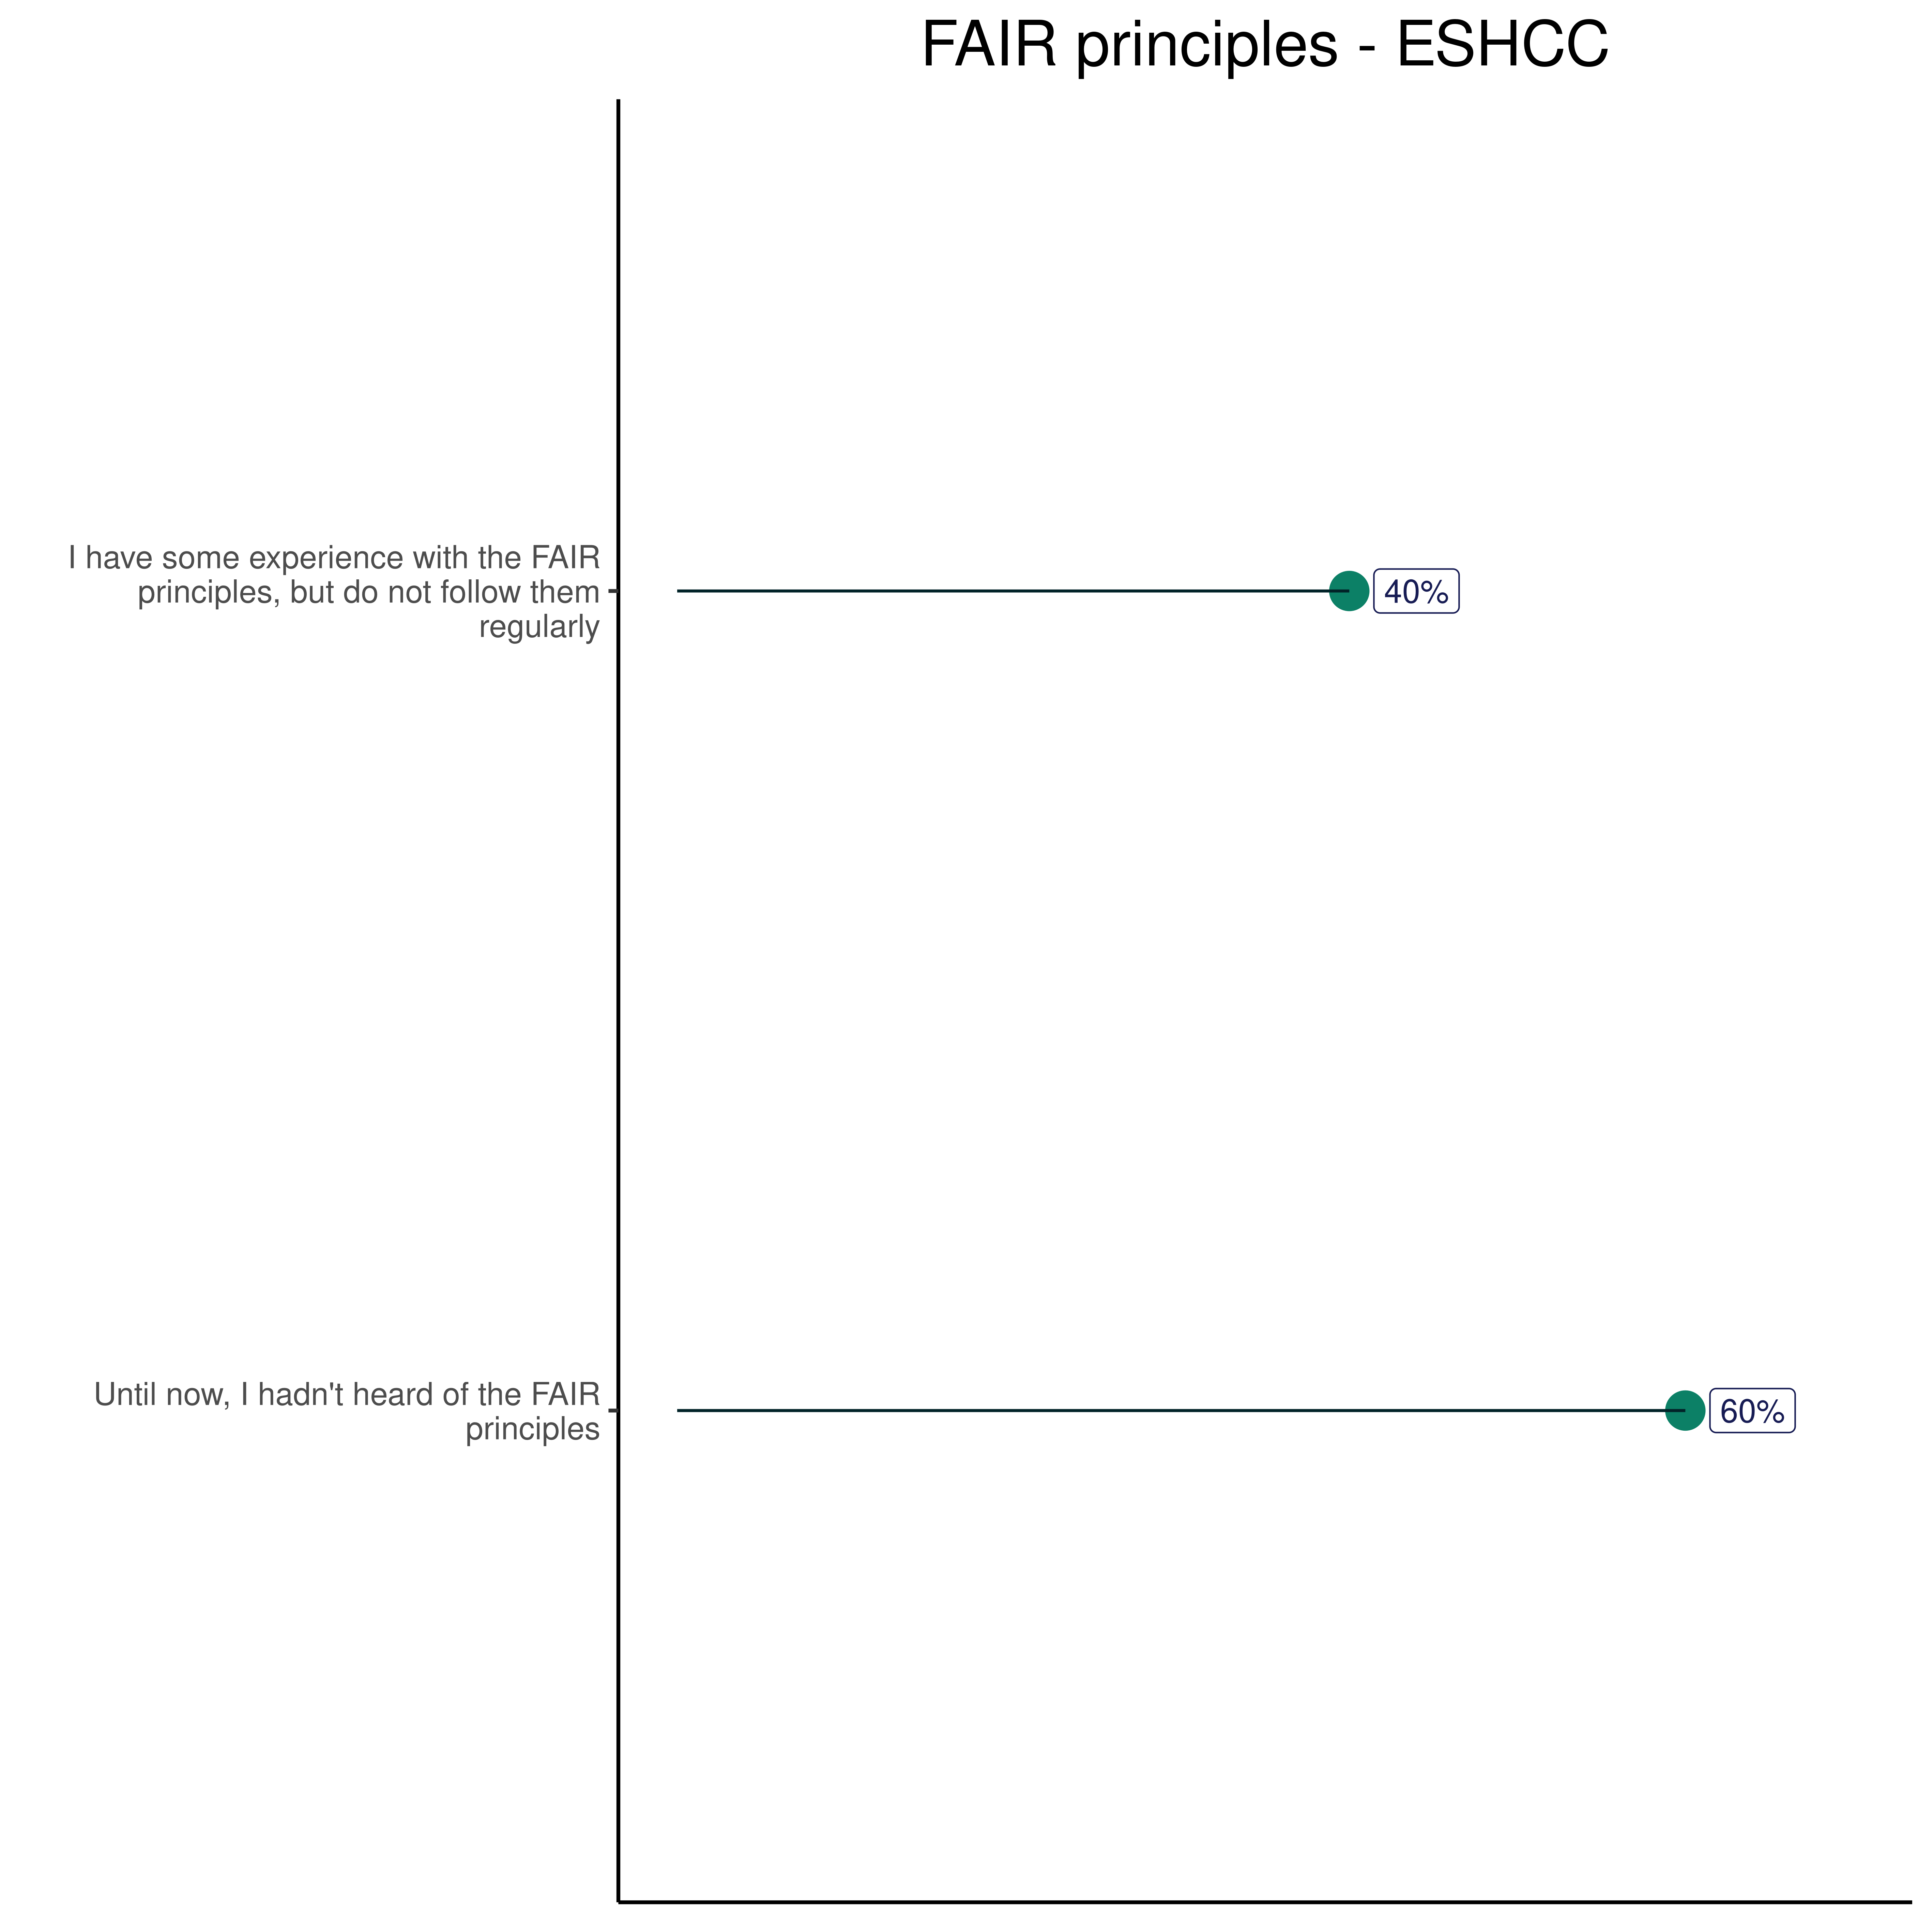 FAIR principles - ESHCC
I have some experience with the FAIR
principles, but do not follow them
regularly
40%
Until now, I hadn't heard of the FAIR
principles
60%